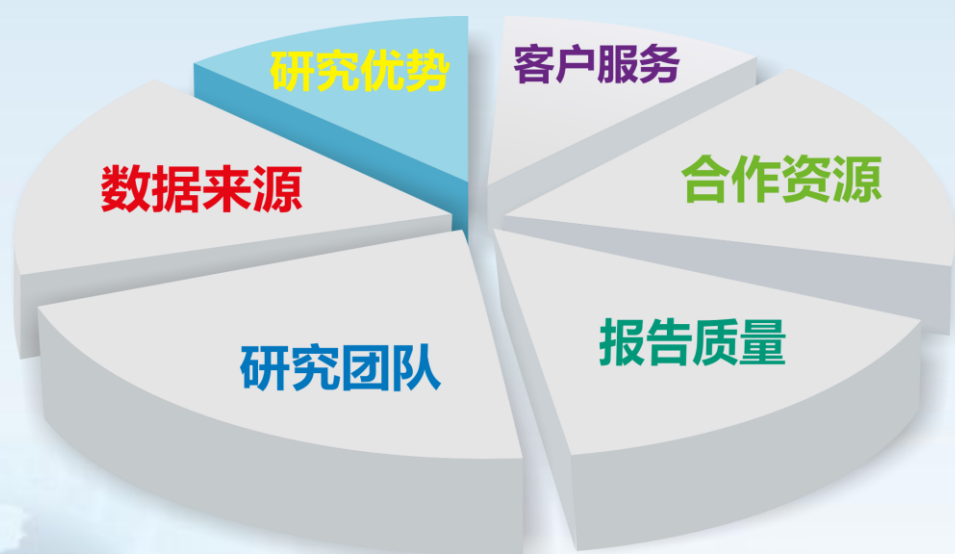 研究优势
客户服务
数据来源
合作资源
研究团队
报告质量